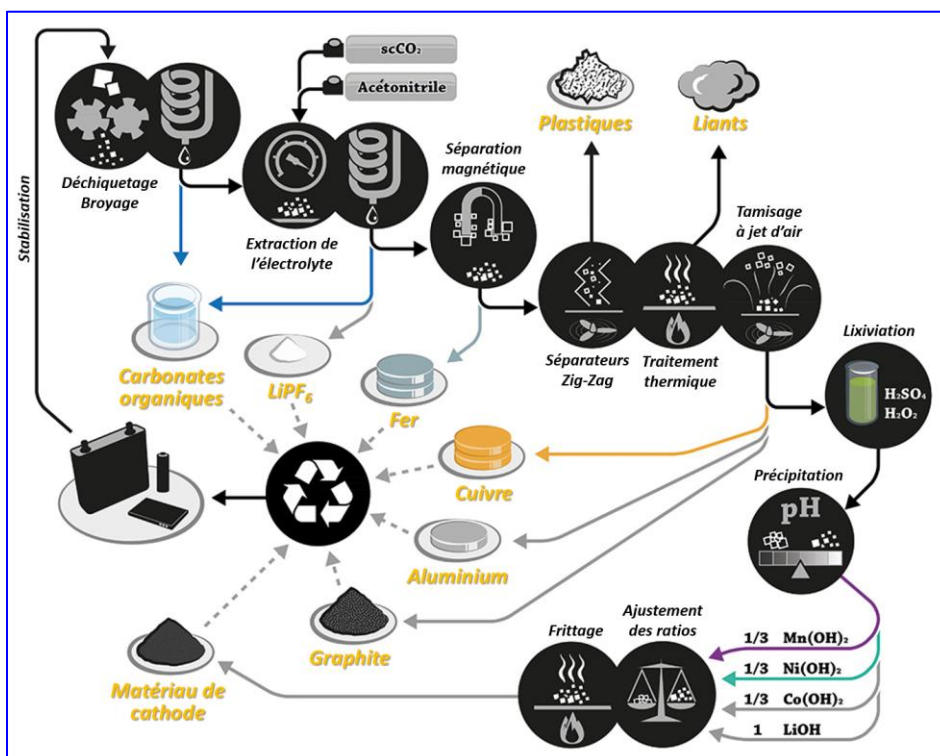 scCO₂
Acétonitrile
Plastiques
Liants
Stabilisation
Déchiquetage
Broyage
Extraction de
l'électrolyte
Séparation
magnétique
Tamisage
à jet d'air
Séparateurs
Zig-Zag
Traitement
thermique
Lixiviation
H₂SO₄
H₂O₂
Carbonates
organiques
LiPF₆
Fer
Cuivre
Aluminium
Graphite
Matériau de
cathode
Précipitation
pH
Frittage
Ajustement
des ratios
1/3 Mn(OH)₂
1/3 Ni(OH)₂
1/3 Co(OH)₂
1 LiOH